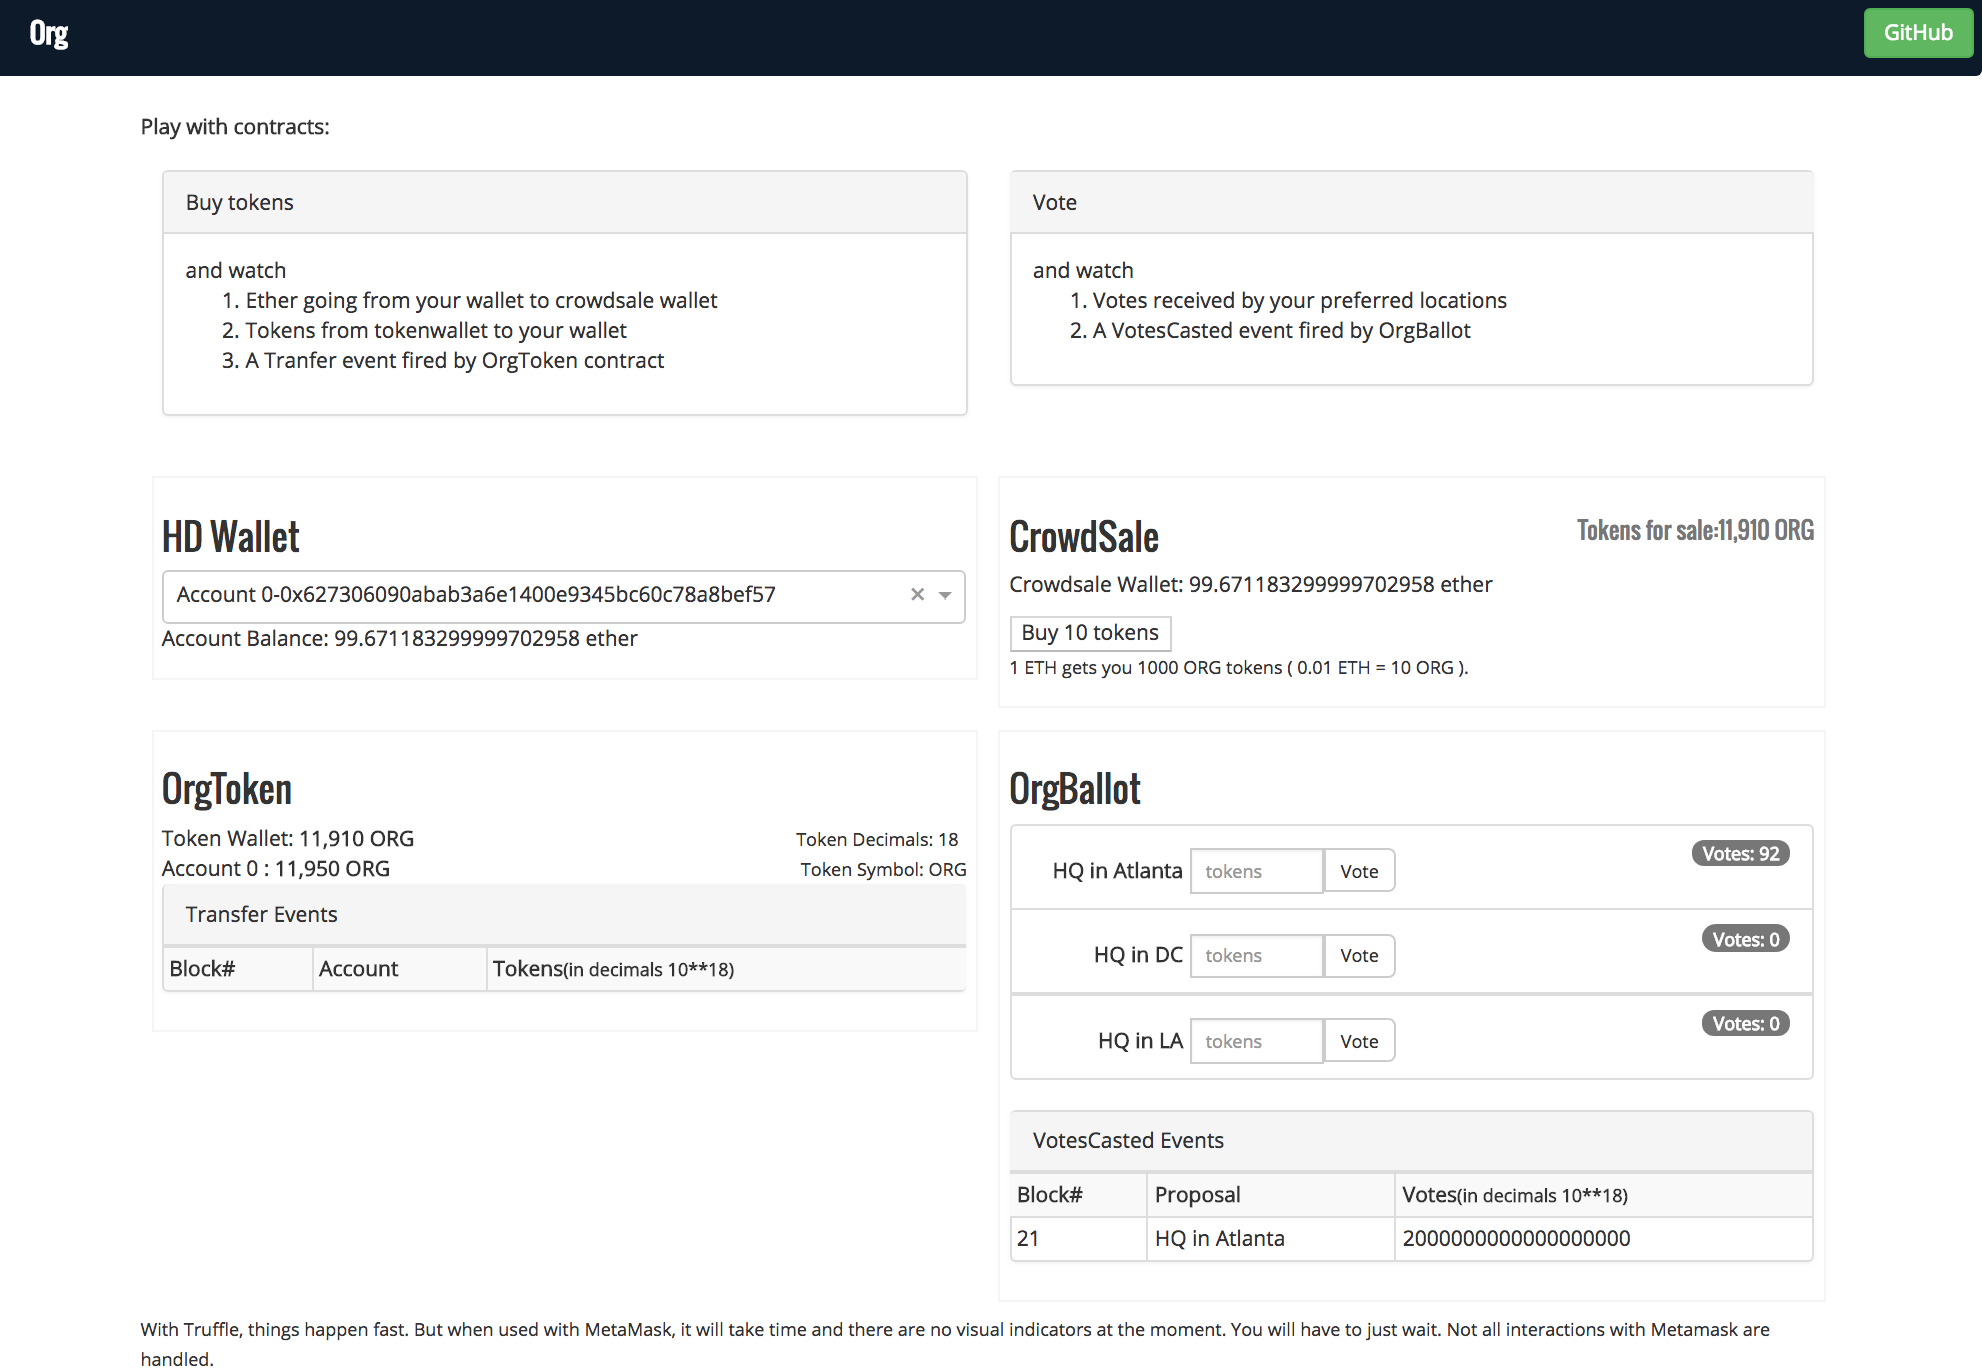 Org
GitHub
Play with contracts:
Buy tokens
and watch
1. Ether going from your wallet to crowdsale wallet
2. Tokens from tokenwallet to your wallet
3. A Tranfer event fired by OrgToken contract
Vote
and watch
1. Votes received by your preferred locations
2. A VotesCasted event fired by OrgBallot
HD Wallet
Account 0-0x627306090abab3a6e1400e9345bc60c78a8bef57
Account Balance: 99.671183299999702958 ether
CrowdSale
Tokens for sale:11,910 ORG
Crowdsale Wallet: 99.671183299999702958 ether
Buy 10 tokens
1 ETH gets you 1000 ORG tokens ( 0.01 ETH = 10 ORG ).
OrgToken
Token Wallet: 11,910 ORG
Token Decimals: 18
Account 0 : 11,950 ORG
Token Symbol: ORG
Transfer Events
Block# Account Tokens(in decimals 10**18)
OrgBallot
HQ in Atlanta tokens Vote Votes: 92
HQ in DC tokens Vote Votes: 0
HQ in LA tokens Vote Votes: 0
VotesCasted Events
Block# Proposal Votes(in decimals 10**18)
21 HQ in Atlanta 2000000000000000000
With Truffle, things happen fast. But when used with MetaMask, it will take time and there are no visual indicators at the moment. You will have to just wait. Not all interactions with Metamask are
handled.